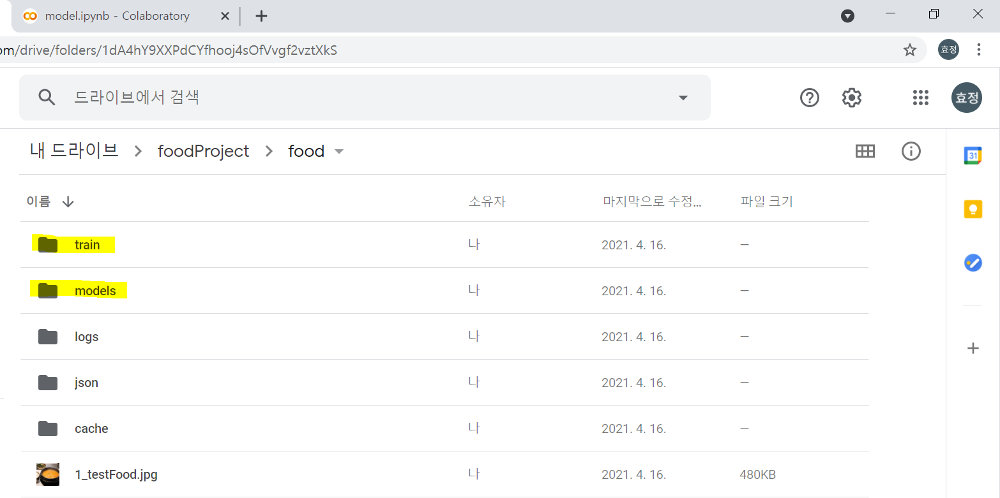 model.ipynb - Colaboratory
om/drive/folders/1dA4hY9XXPdCYfhooj4sOfVvgf2vztXkS
효정
드라이브에서 검색
효정
내 드라이브 > foodProject > food
31
이름 소유자 마지막으로 수정... 파일 크기
train 나 2021. 4. 16. —
models 나 2021. 4. 16. —
logs 나 2021. 4. 16. —
json 나 2021. 4. 16. —
cache 나 2021. 4. 16. —
1_testFood.jpg 나 2021. 4. 16. 480KB